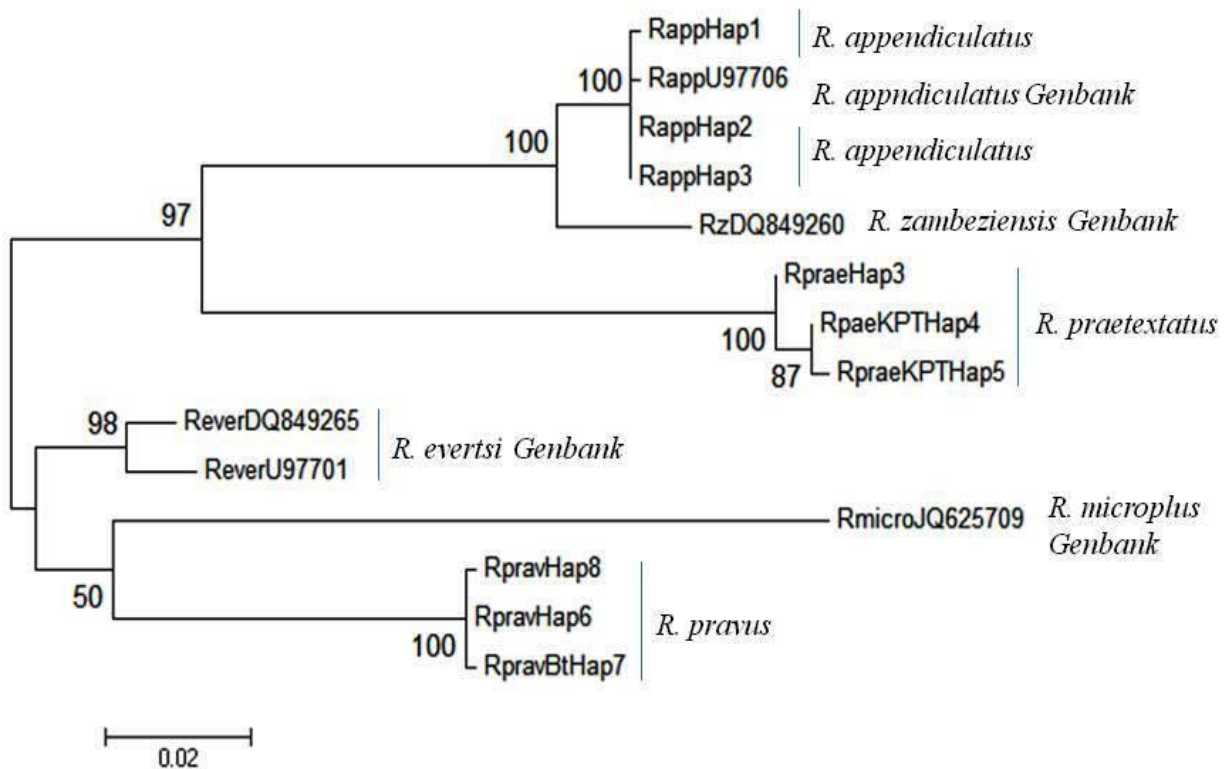 RappHap1 R. appendiculatus
100 RappU97706 R. appndiculatus Genbank
RappHap2
100 R. appendiculatus
RappHap3
97
RzDQ849260 R. zambeziensis Genbank
RpraeHap3
RpaeKPTHap4 R. praetextatus
100
87 RpraeKPTHap5
98 ReverDQ849265
R. evertsi Genbank
ReverU97701
RmicroJQ625709 R. microplus
Genbank
RpravHap8
50
RpravHap6 R. pravus
100
RpravBtHap7
0.02